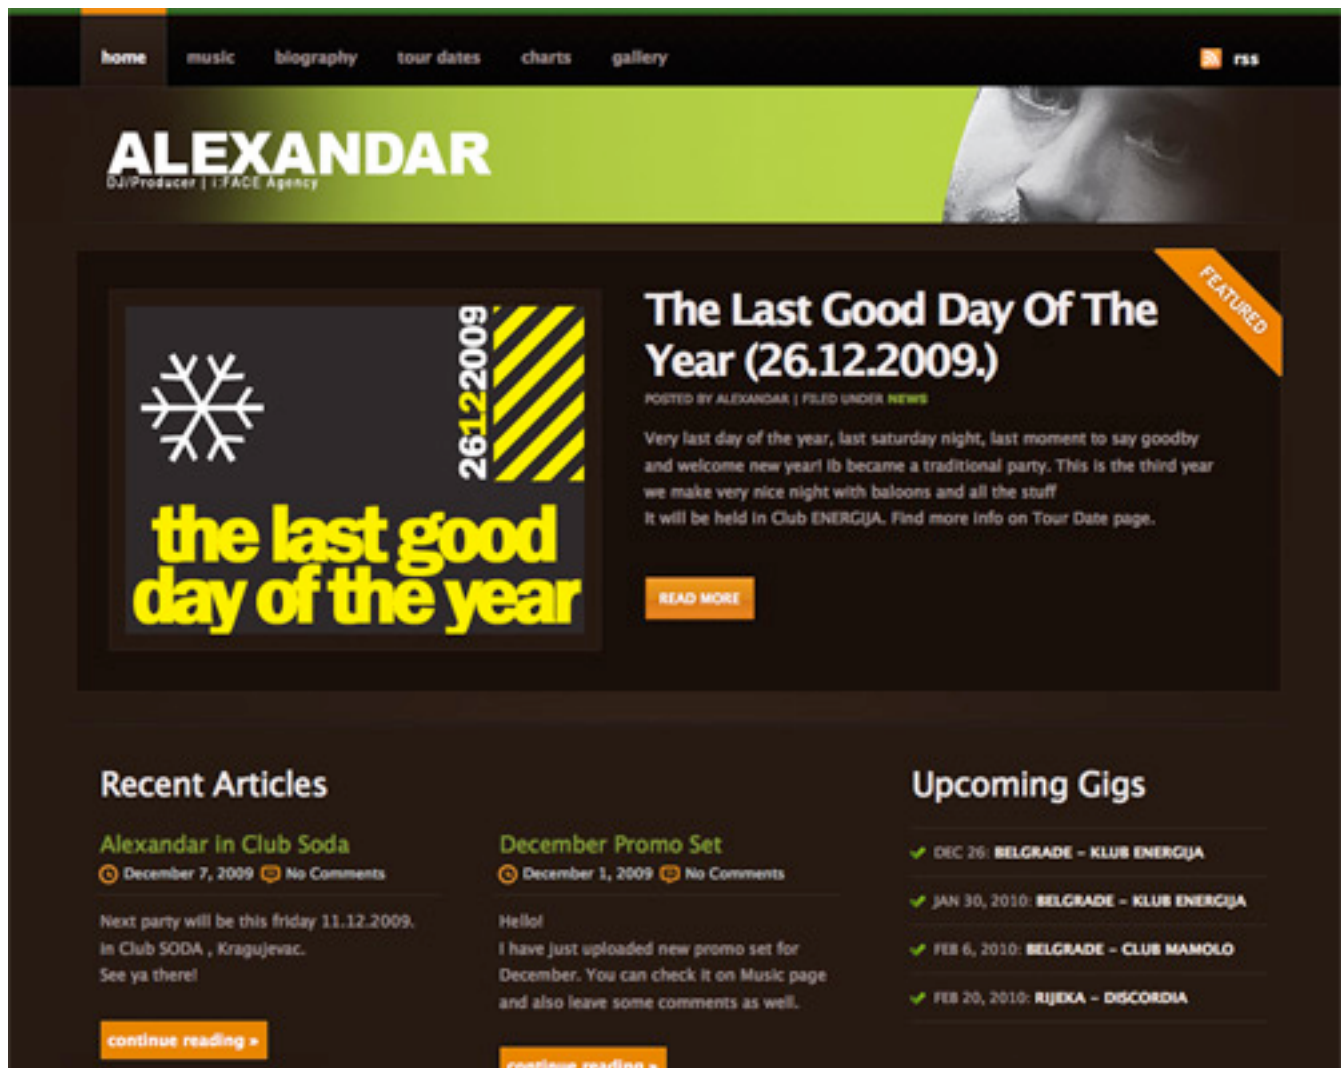 home music biography tour dates charts gallery rss
ALEXANDAR
DJ/Producer | i:FACE Agency
FEATURED
26122009
the last good
day of the year
The Last Good Day Of The
Year (26.12.2009.)
POSTED BY ALEXANDAR | FILED UNDER NEWS
Very last day of the year, last saturday night, last moment to say goodby
and welcome new year! Ib became a traditional party. This is the third year
we make very nice night with baloons and all the stuff
It will be held in Club ENERGIJA. Find more info on Tour Date page.
READ MORE
Recent Articles
Alexandar in Club Soda
December 7, 2009 No Comments
Next party will be this friday 11.12.2009.
in Club SODA , Kragujevac.
See ya there!
continue reading »
December Promo Set
December 1, 2009 No Comments
Hello!
I have just uploaded new promo set for
December. You can check it on Music page
and also leave some comments as well.
continue reading »
Upcoming Gigs
DEC 26: BELGRADE – KLUB ENERGIJA
JAN 30, 2010: BELGRADE – KLUB ENERGIJA
FEB 6, 2010: BELGRADE – CLUB MAMOLO
FEB 20, 2010: RIJEKA – DISCORDIA